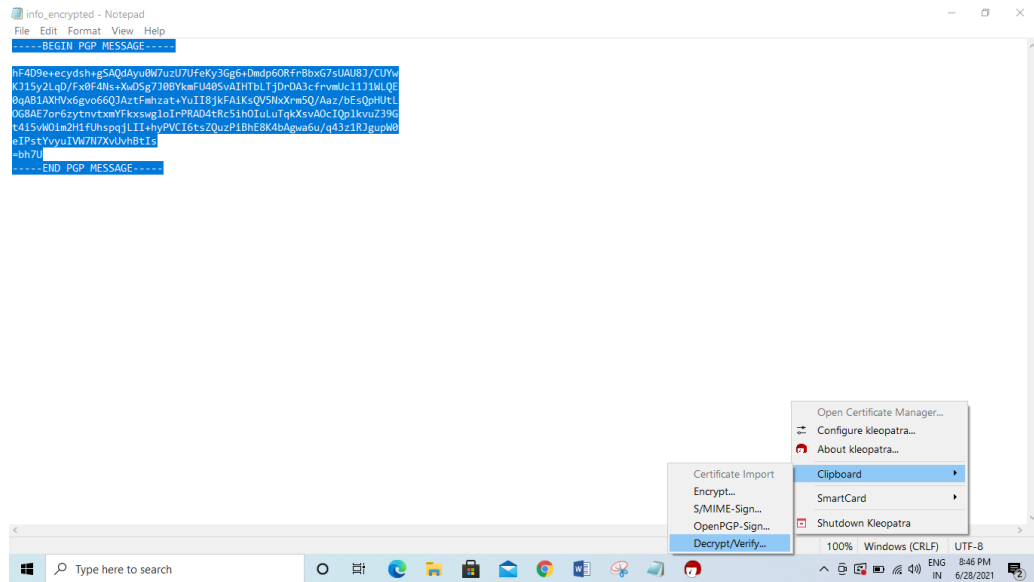 info_encrypted - Notepad
File Edit Format View Help
-----BEGIN PGP MESSAGE-----
hF4D9e+ecydsh+gSAQdAyu0W7uzU7UfeKy3Gg6+Dmdp6ORfrBbxG7sUAU8J/CUYw
KJ15y2LqD/Fx0F4Ns+XwDSg7J0BYkmFU40SvAIHTbLTjDrDA3cfrvmUcl1J1WLQE
0qAB1AXHVx6gvo66QJAztFmhzat+YuII8jkFAiKsQV5NxXrm5Q/Aaz/bEsQpHUtL
OG8AE7or6zytnvtxmYFkxswgloIrPRAD4tRc5ihOIuLuTqkXsvAOcIQplkvuZ39G
t4i5vWOim2H1fUhspqjLII+hyPVCI6tsZQuzPiBhE8K4bAgwa6u/q43z1RJgupW0
eIPstYvyuIVW7N7XvUvhBtIs
=bh7U
-----END PGP MESSAGE-----
Open Certificate Manager...
Configure kleopatra...
About kleopatra...
Clipboard
SmartCard
Shutdown Kleopatra
Certificate Import
Encrypt...
S/MIME-Sign...
OpenPGP-Sign...
Decrypt/Verify...
100% Windows (CRLF) UTF-8
Type here to search
ENG
IN
8:46 PM
6/28/2021
2